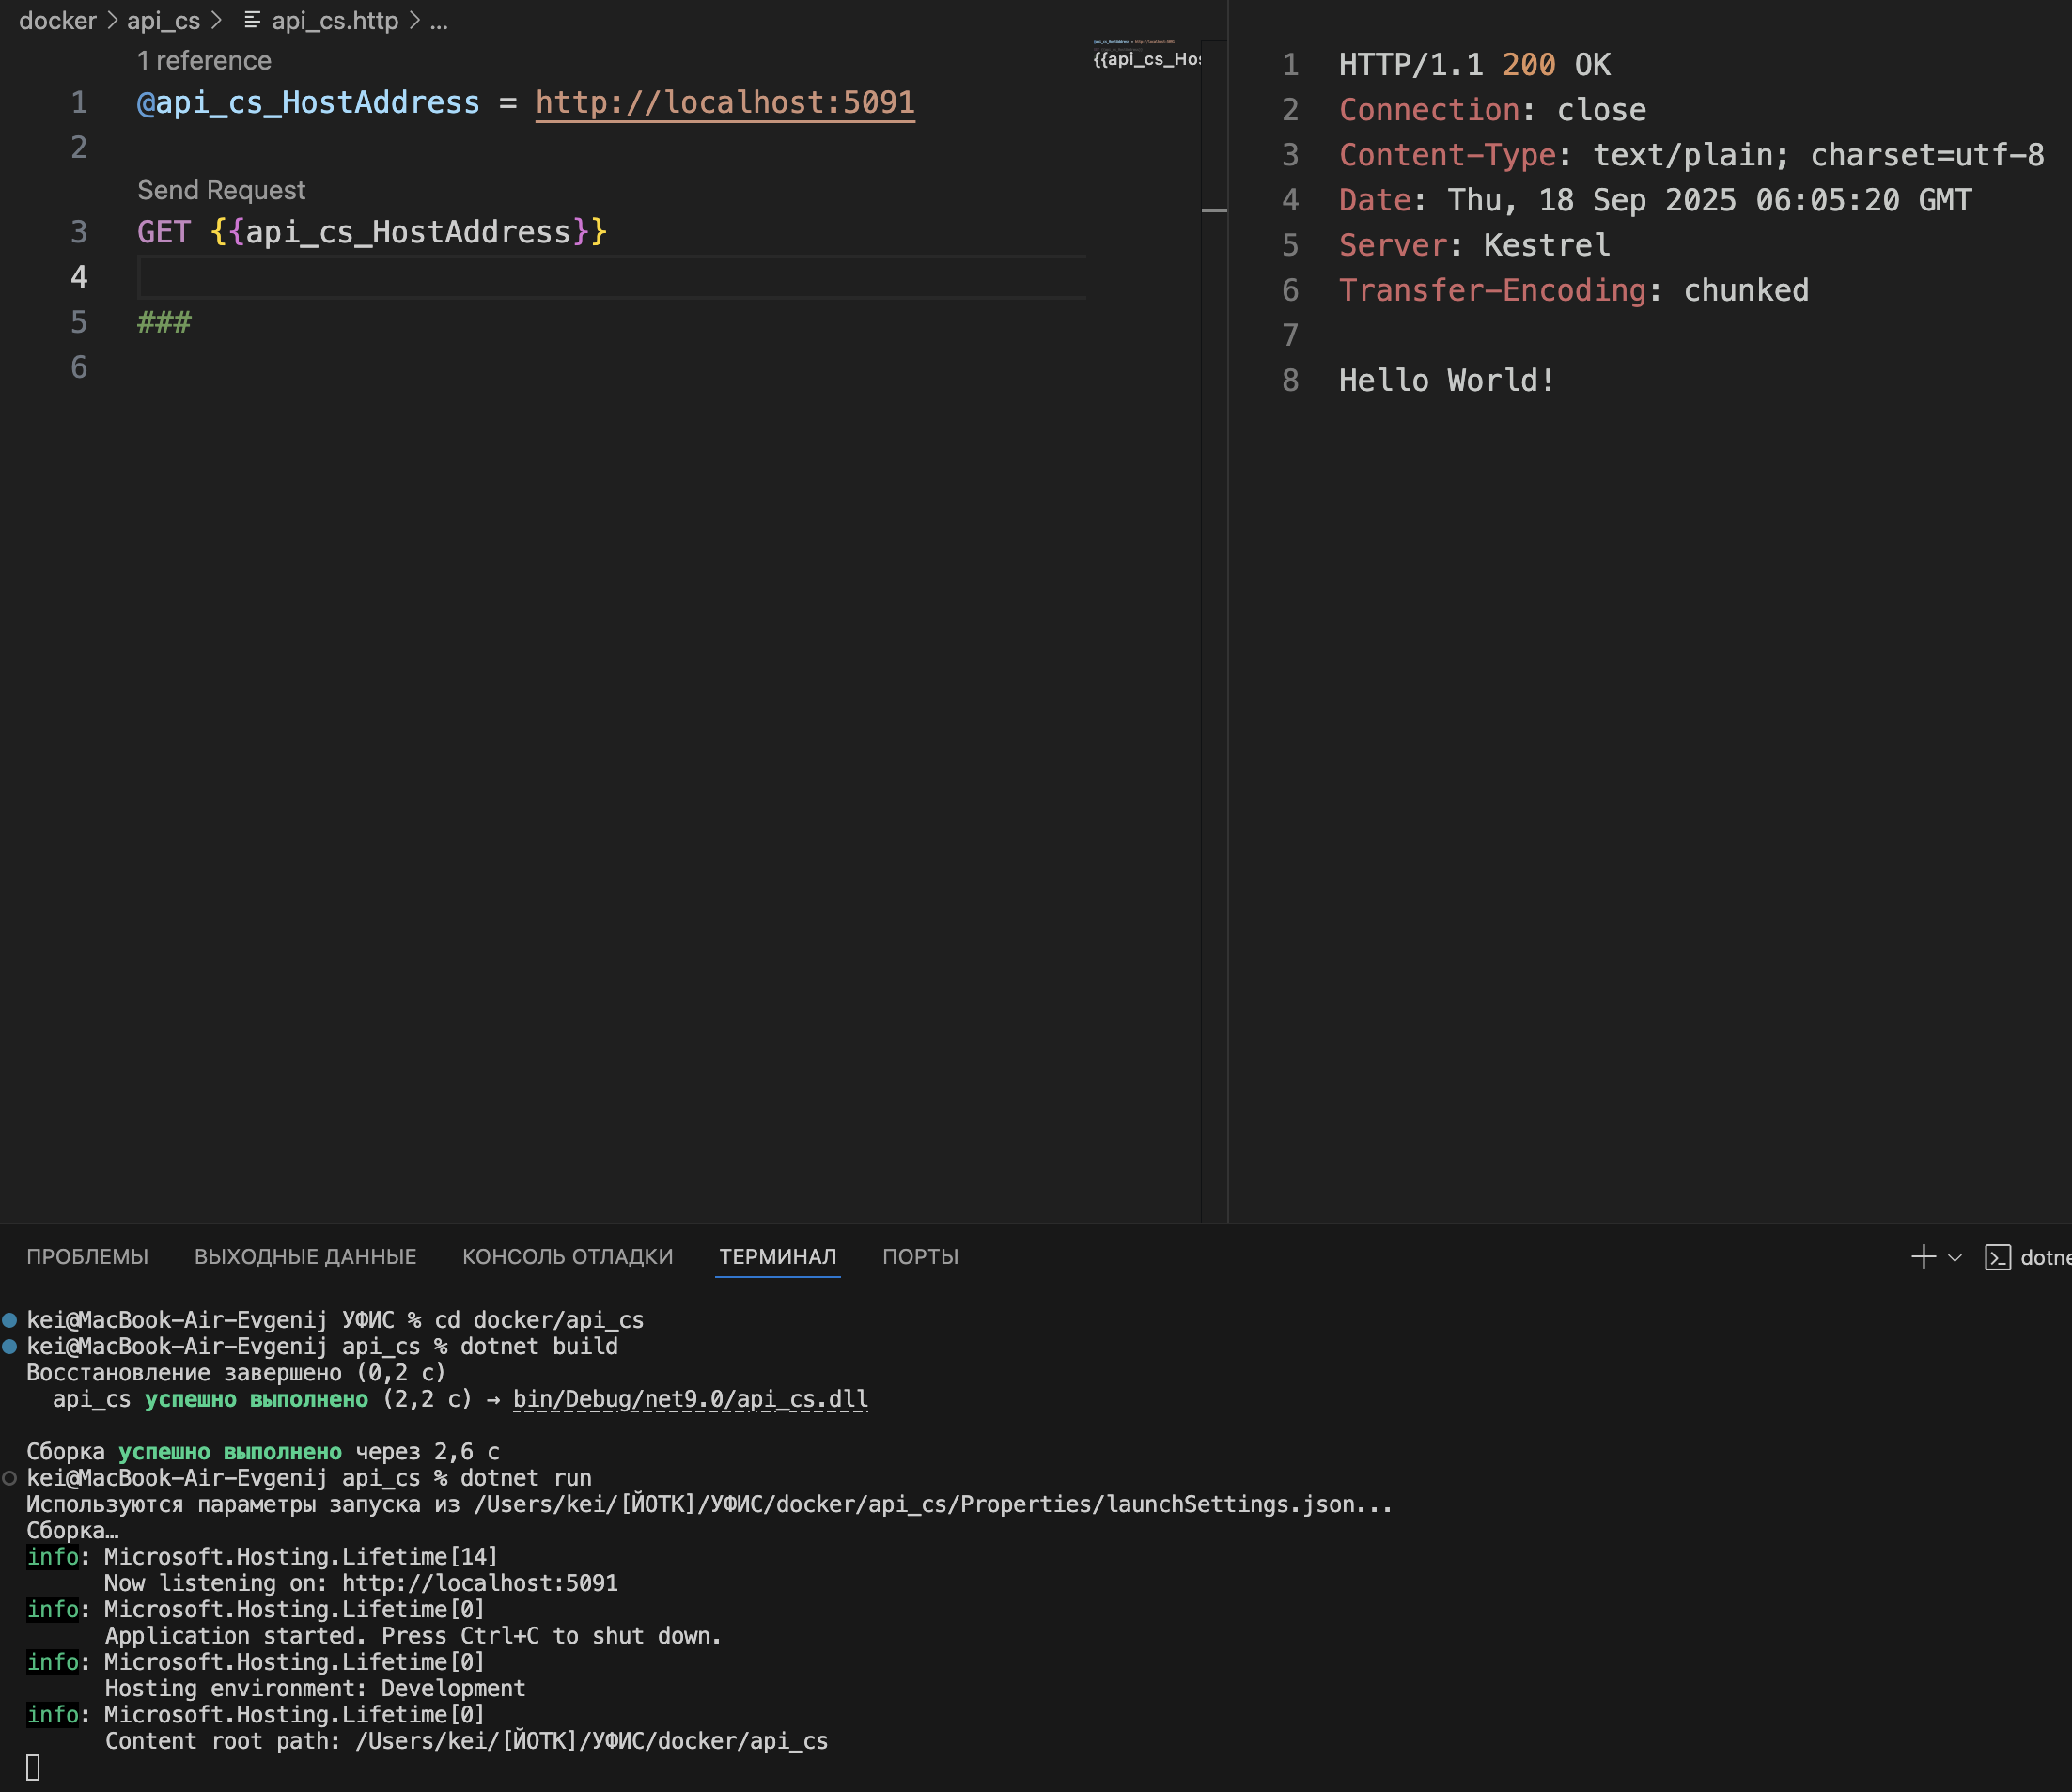 docker > api_cs > api_cs.http > ...
1 reference
1 @api_cs_HostAddress = http://localhost:5091
2
Send Request
3 GET {{api_cs_HostAddress}}
4
5 ###
6
{{api_cs_Hos
1 HTTP/1.1 200 OK
2 Connection: close
3 Content-Type: text/plain; charset=utf-8
4 Date: Thu, 18 Sep 2025 06:05:20 GMT
5 Server: Kestrel
6 Transfer-Encoding: chunked
7
8 Hello World!
ПРОБЛЕМЫ ВЫХОДНЫЕ ДАННЫЕ КОНСОЛЬ ОТЛАДКИ ТЕРМИНАЛ ПОРТЫ
dotne
kei@MacBook-Air-Evgenij УФИС % cd docker/api_cs
kei@MacBook-Air-Evgenij api_cs % dotnet build
Восстановление завершено (0,2 с)
api_cs успешно выполнено (2,2 с) → bin/Debug/net9.0/api_cs.dll
Сборка успешно выполнено через 2,6 с
kei@MacBook-Air-Evgenij api_cs % dotnet run
Используются параметры запуска из /Users/kei/[ЙОТК]/УФИС/docker/api_cs/Properties/launchSettings.json...
Сборка…
info: Microsoft.Hosting.Lifetime[14]
Now listening on: http://localhost:5091
info: Microsoft.Hosting.Lifetime[0]
Application started. Press Ctrl+C to shut down.
info: Microsoft.Hosting.Lifetime[0]
Hosting environment: Development
info: Microsoft.Hosting.Lifetime[0]
Content root path: /Users/kei/[ЙОТК]/УФИС/docker/api_cs